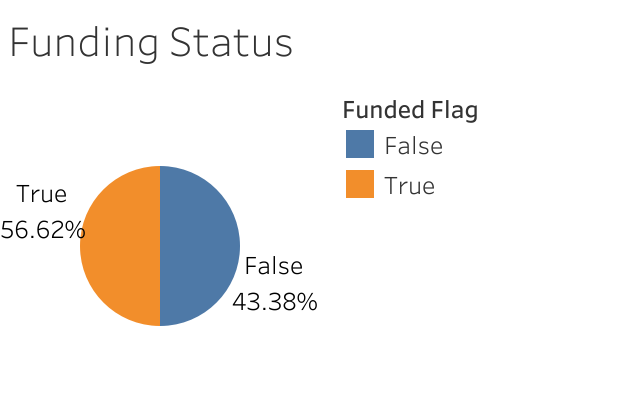 Funding Status
Funded Flag
False
True
True
56.62%
False
43.38%